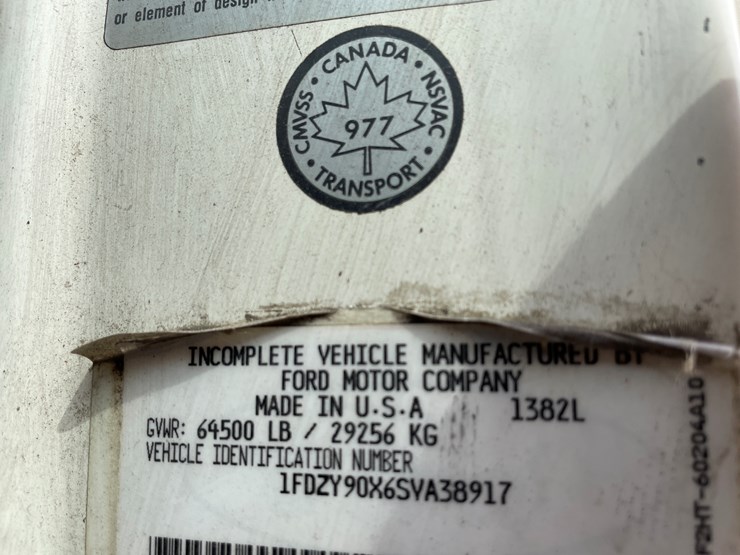 or element of design
CANADA • NSVAC • TRANSPORT • CMVSS •
977
INCOMPLETE VEHICLE MANUFACTURED BY
FORD MOTOR COMPANY
MADE IN U.S.A 1382L
GVWR: 64500 LB / 29256 KG
VEHICLE IDENTIFICATION NUMBER
1FDZY90X6SVA38917
F2HT-60204A10